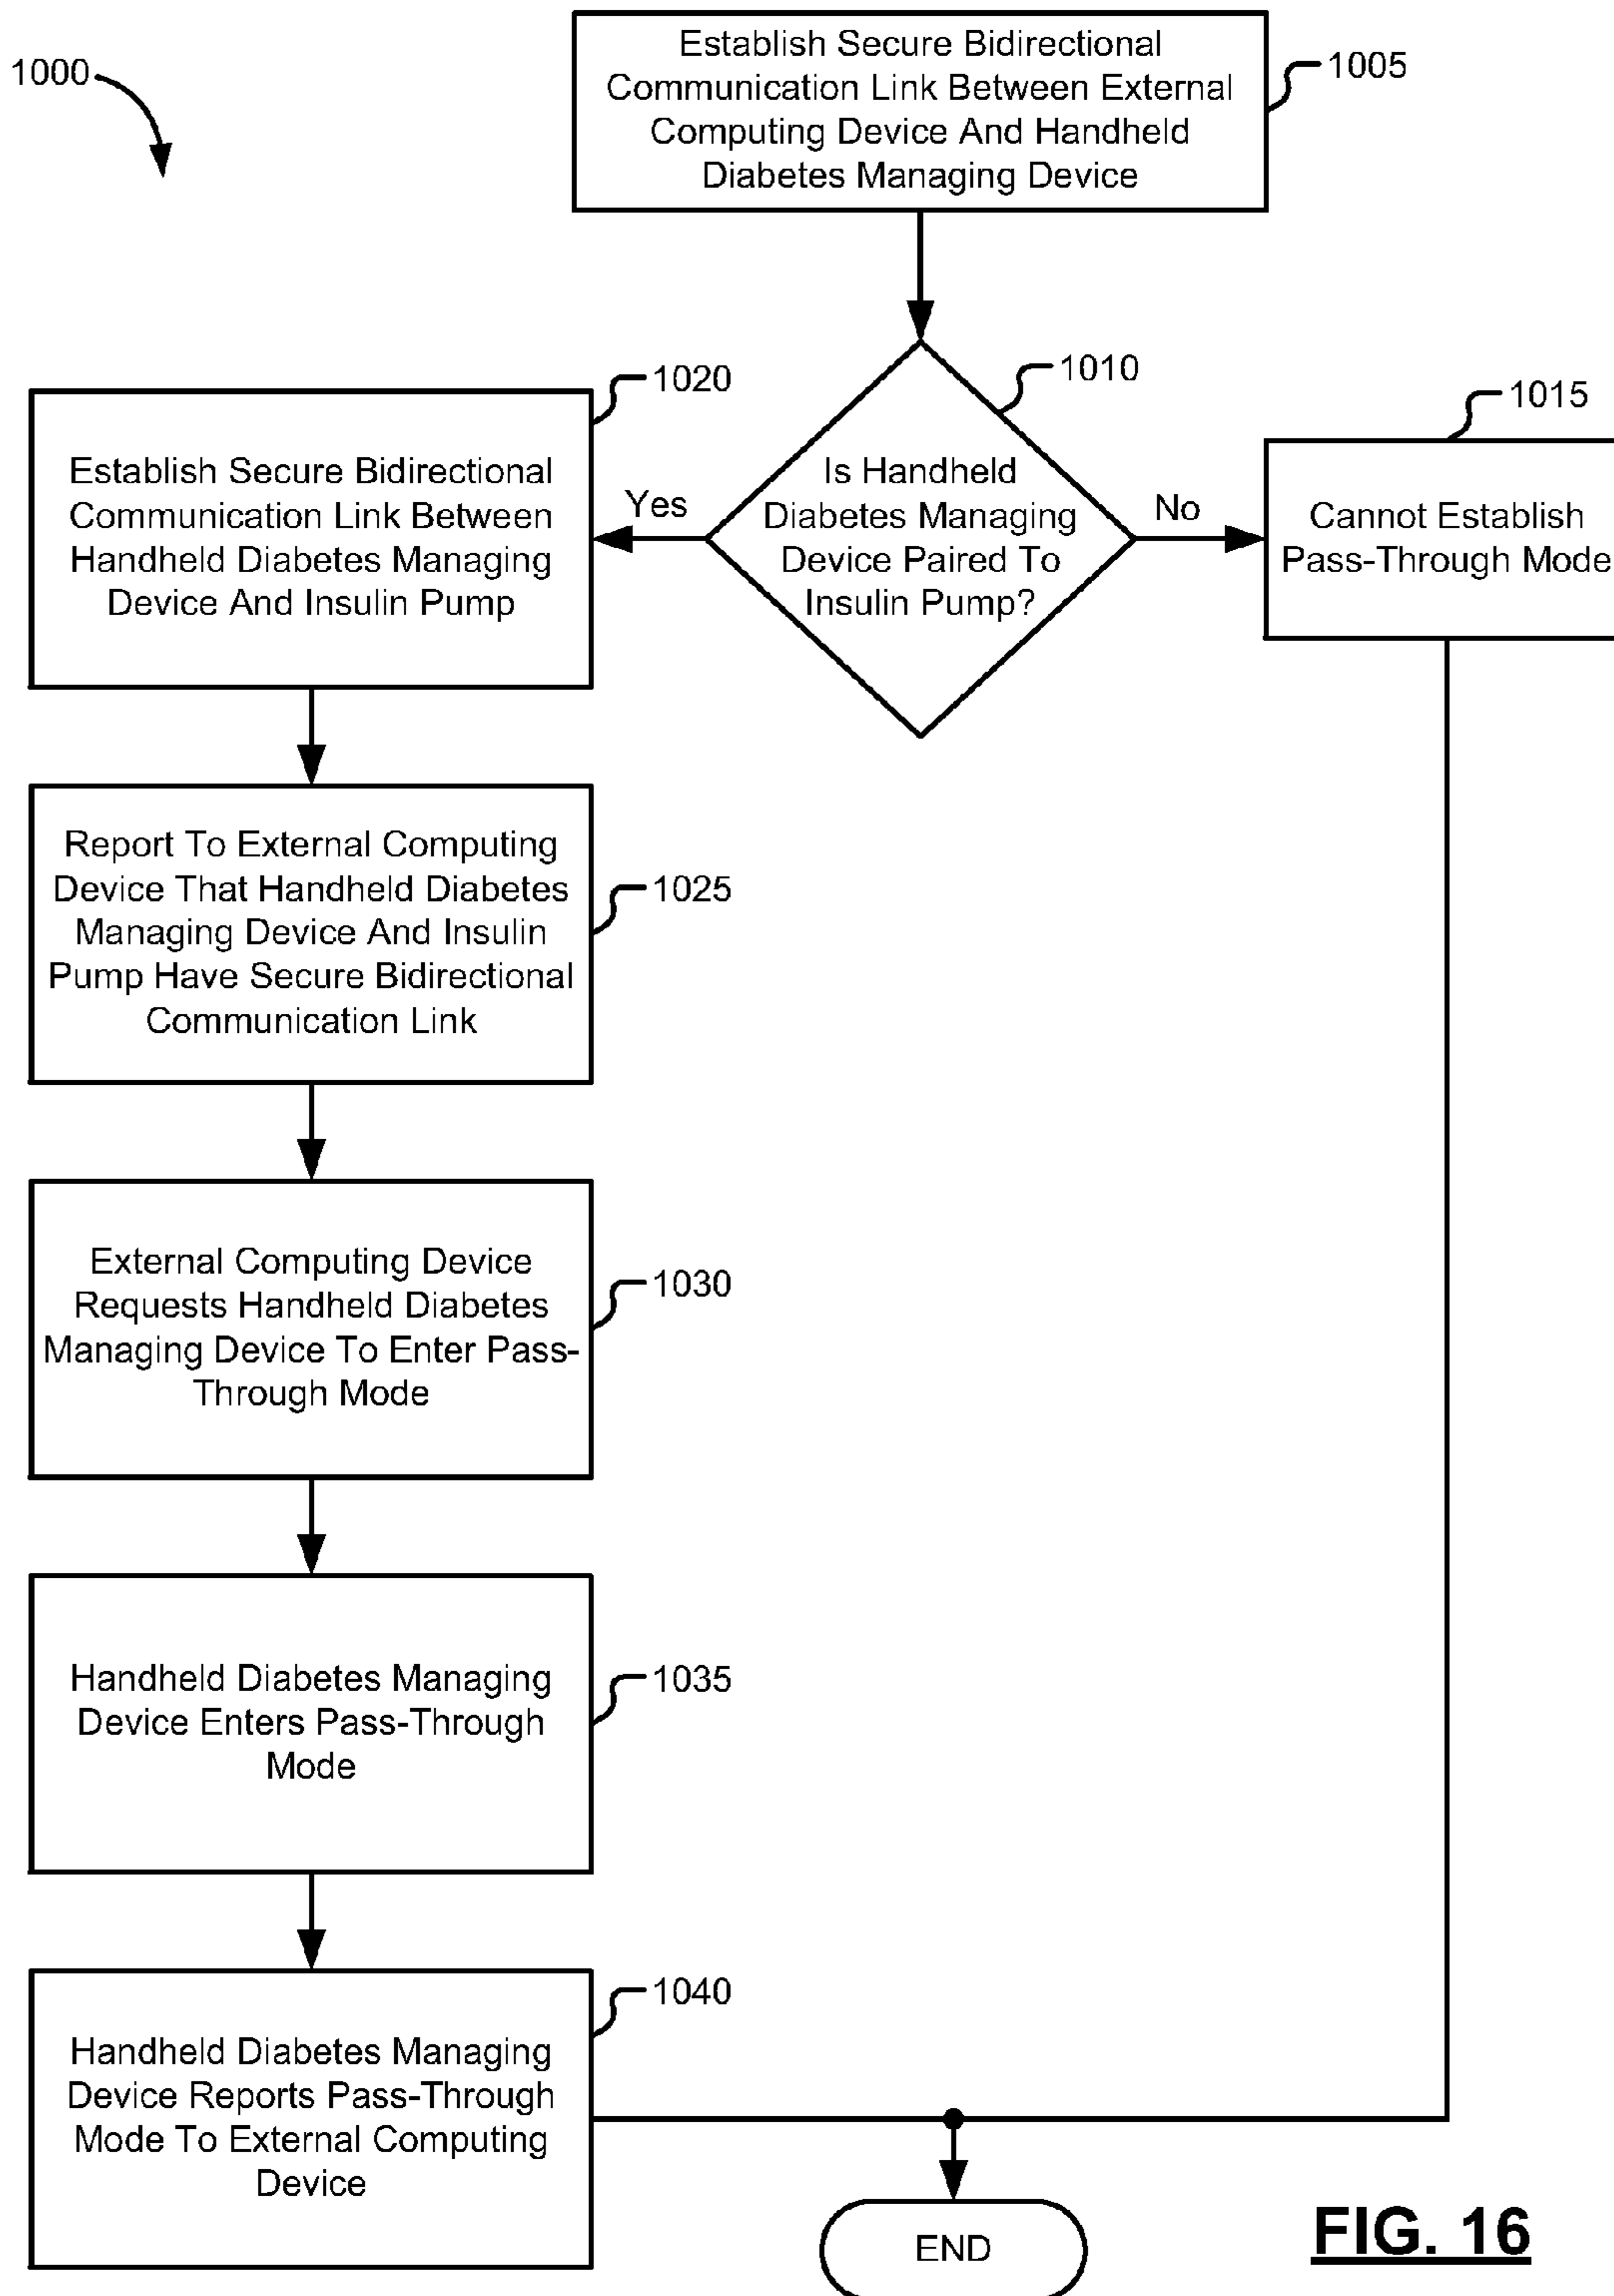 1000
Establish Secure Bidirectional
Communication Link Between External
Computing Device And Handheld
Diabetes Managing Device
1005
1010
Is Handheld
Diabetes Managing
Device Paired To
Insulin Pump?
Yes
No
1015
Cannot Establish
Pass-Through Mode
1020
Establish Secure Bidirectional
Communication Link Between
Handheld Diabetes Managing
Device And Insulin Pump
Report To External Computing
Device That Handheld Diabetes
Managing Device And Insulin
Pump Have Secure Bidirectional
Communication Link
1025
External Computing Device
Requests Handheld Diabetes
Managing Device To Enter Pass-
Through Mode
1030
Handheld Diabetes Managing
Device Enters Pass-Through
Mode
1035
Handheld Diabetes Managing
Device Reports Pass-Through
Mode To External Computing
Device
1040
END
FIG. 16